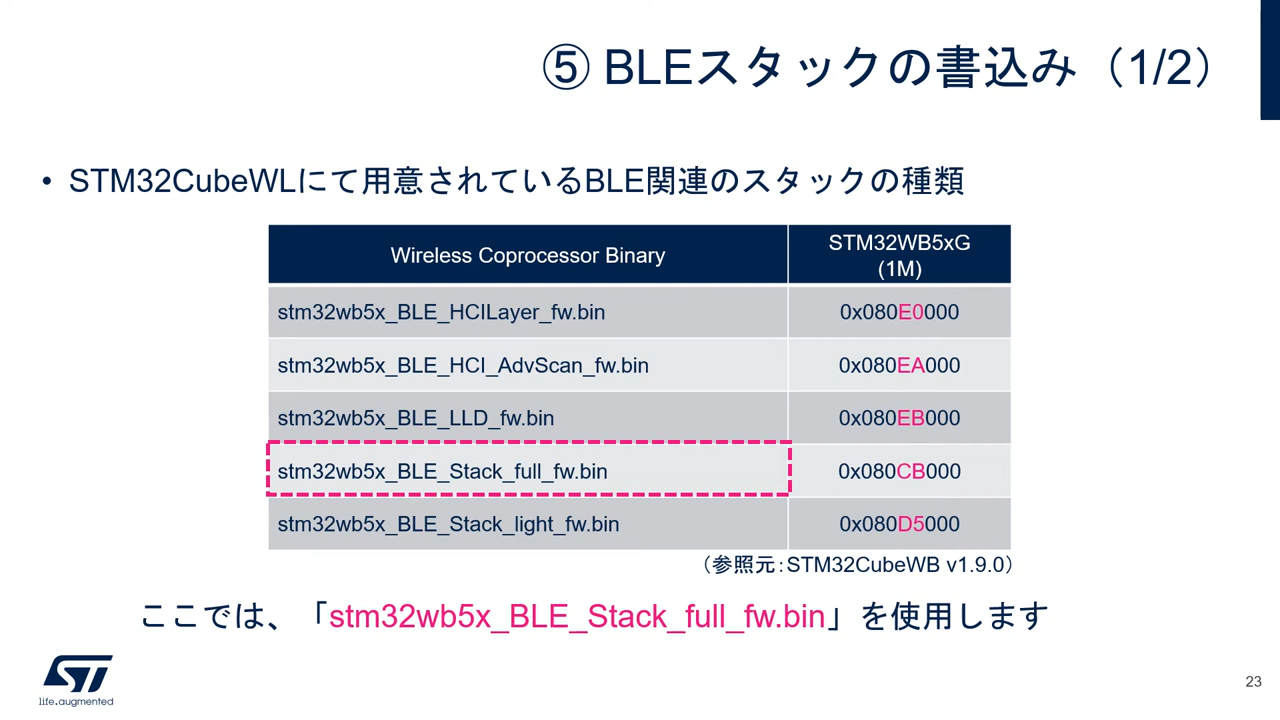 ⑤ BLEスタックの書込み（1/2）
• STM32CubeWLにて用意されているBLE関連のスタックの種類
Wireless Coprocessor Binary STM32WB5xG (1M)
stm32wb5x_BLE_HCILayer_fw.bin 0x080E0000
stm32wb5x_BLE_HCI_AdvScan_fw.bin 0x080EA000
stm32wb5x_BLE_LLD_fw.bin 0x080EB000
stm32wb5x_BLE_Stack_full_fw.bin 0x080CB000
stm32wb5x_BLE_Stack_light_fw.bin 0x080D5000
（参照元：STM32CubeWB v1.9.0）
ここでは、「stm32wb5x_BLE_Stack_full_fw.bin」を使用します
ST
life.augmented
23